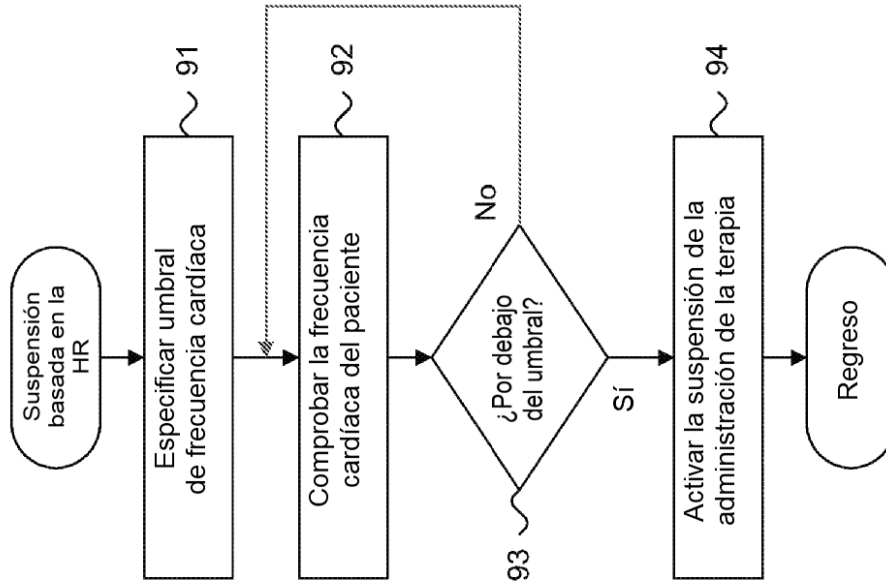 Suspensión
basada en la
HR
Especificar umbral
de frecuencia cardíaca
91
Comprobar la frecuencia
cardíaca del paciente
92
¿Por debajo
del umbral?
No
Sí
93
Activar la suspensión de la
administración de la terapia
94
Regreso